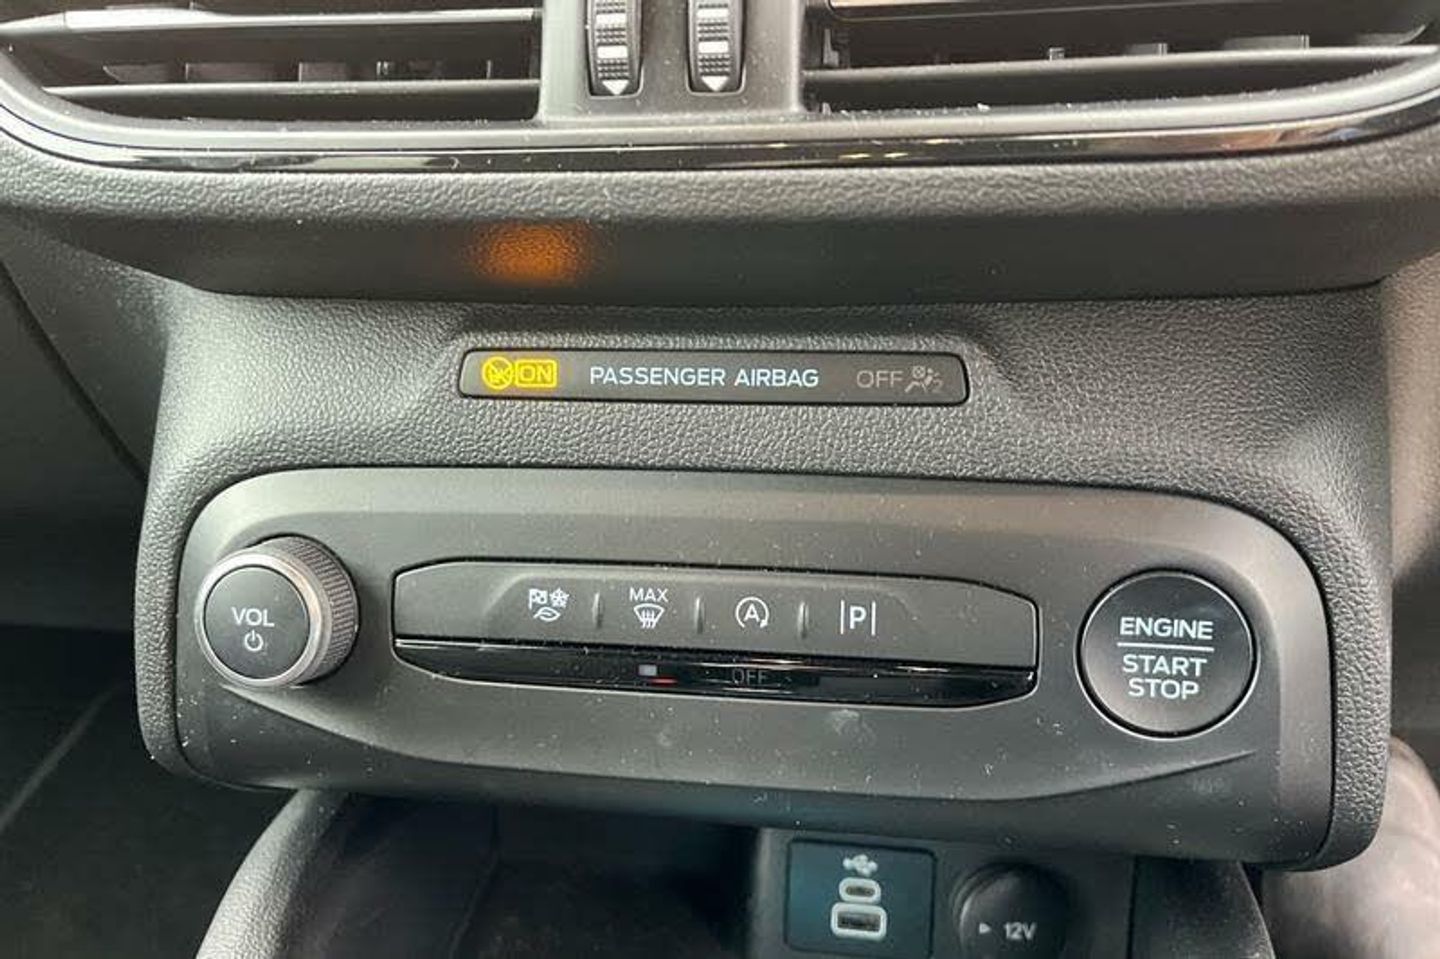 ON PASSENGER AIRBAG OFF
VOL
MAX
A
P
ENGINE
START
STOP
OFF
12V